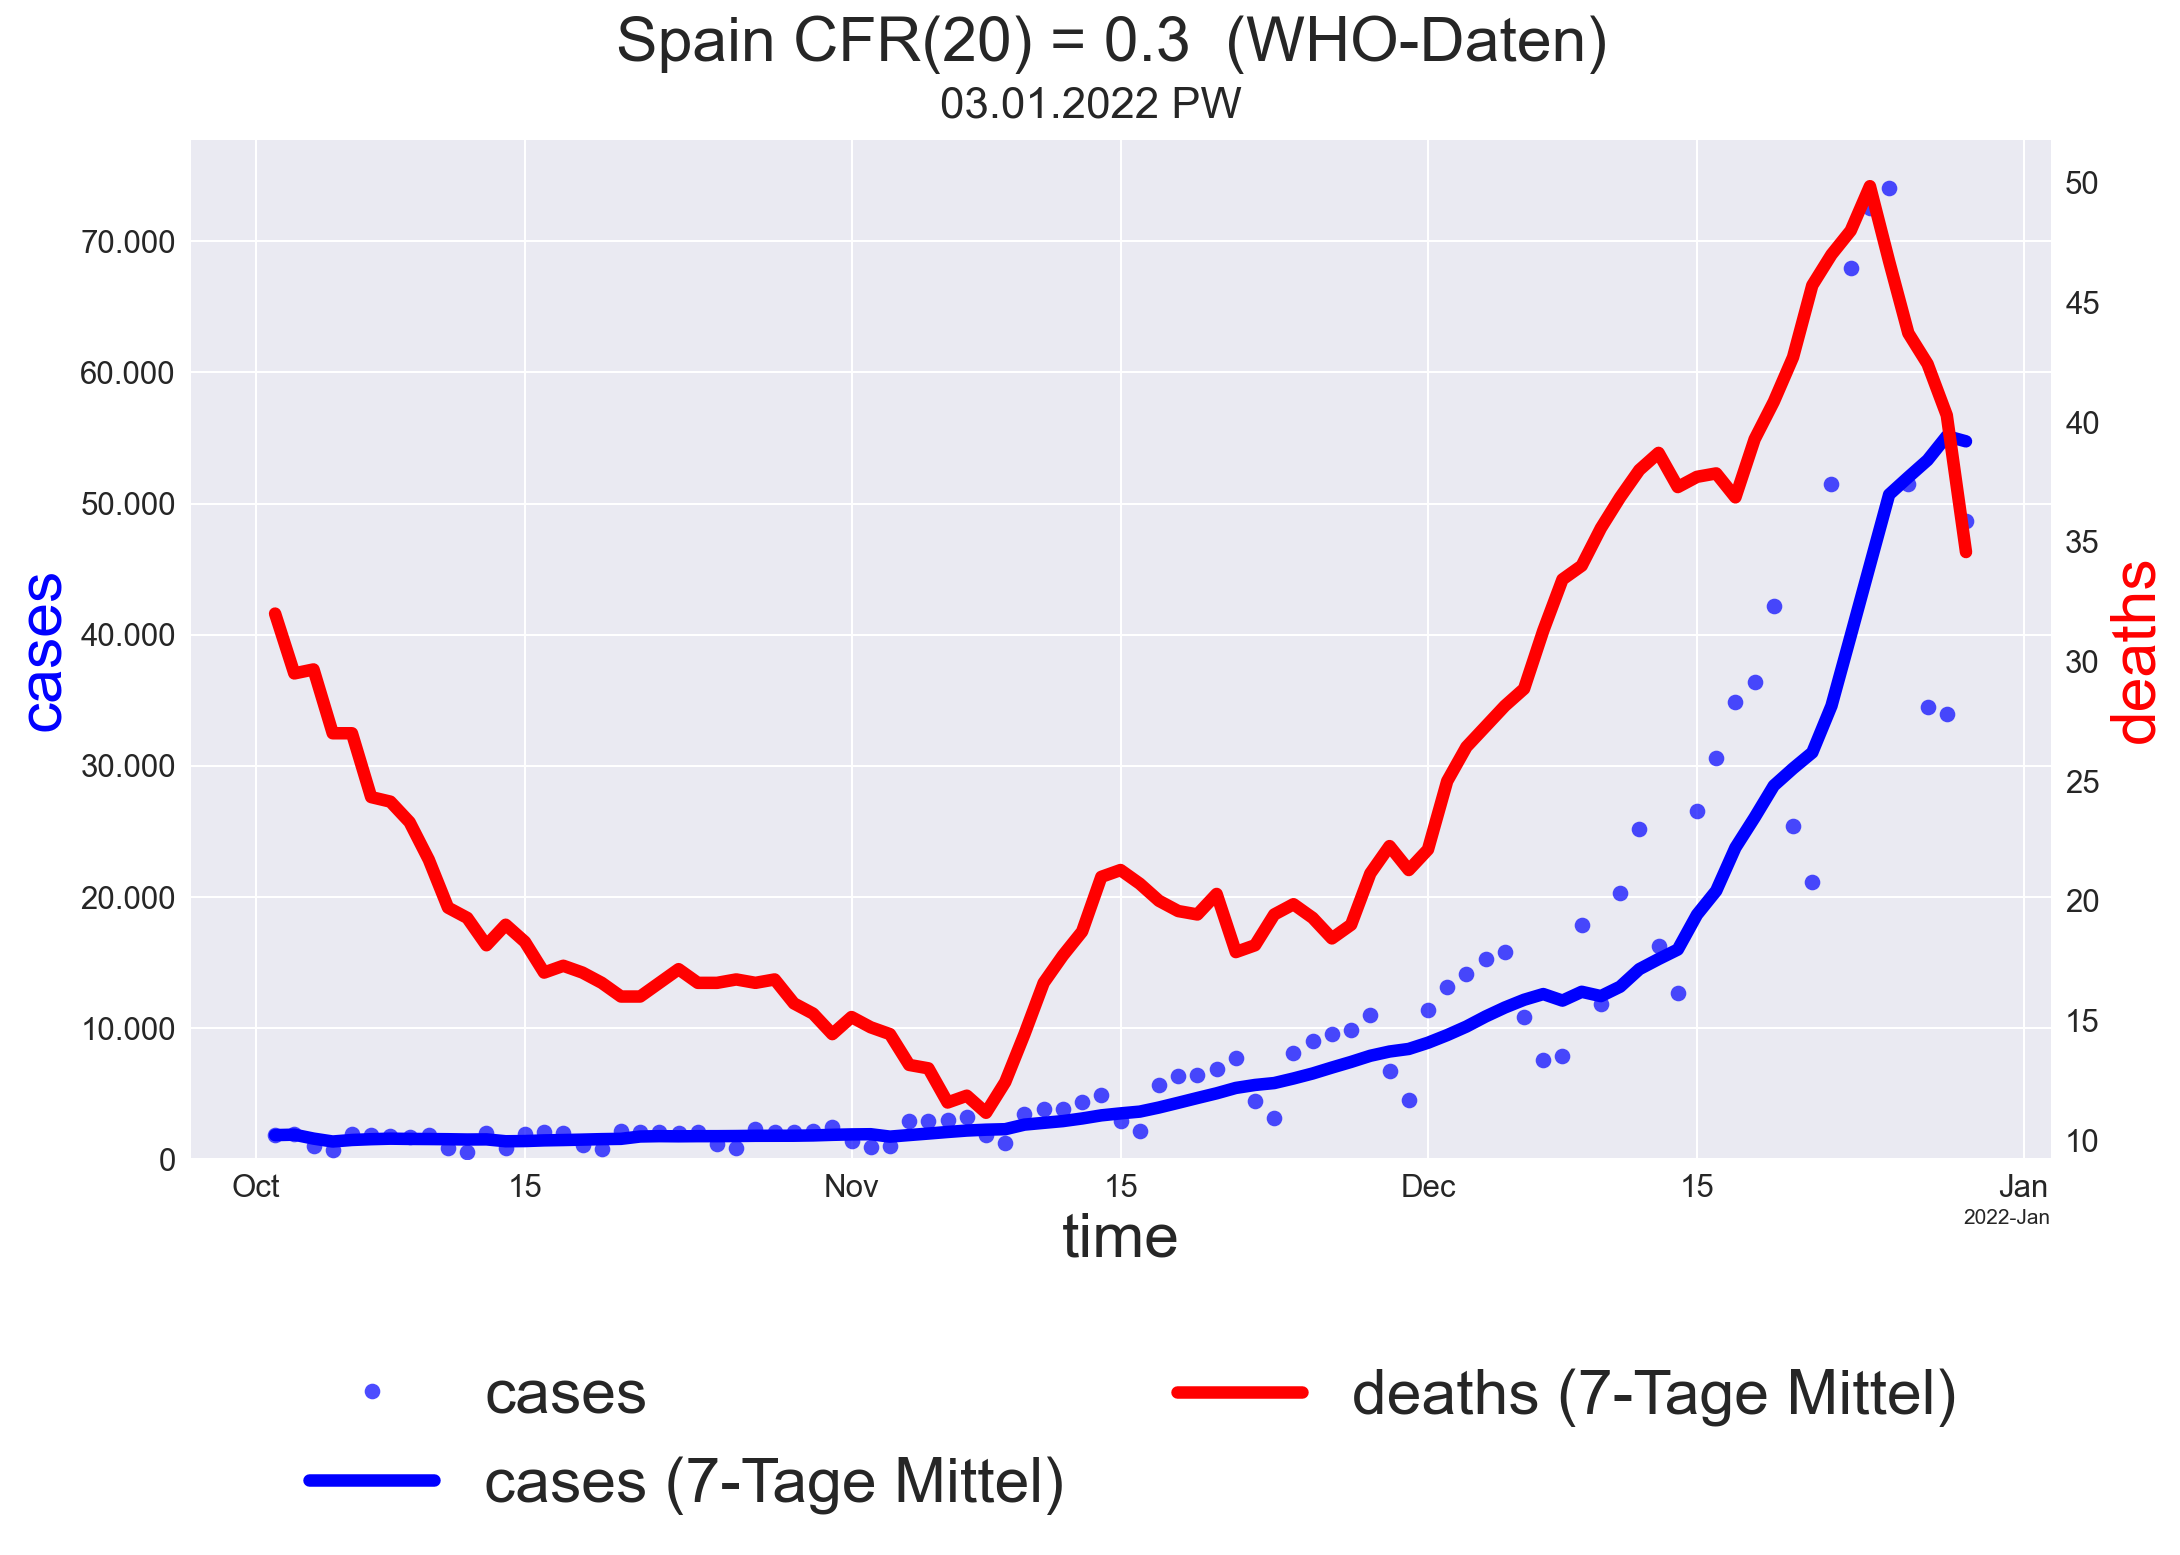 Spain CFR(20) = 0.3  (WHO-Daten)
03.01.2022 PW
cases
70.000
60.000
50.000
40.000
30.000
20.000
10.000
0
deaths
50
45
40
35
30
25
20
15
10
Oct
15
Nov
15
Dec
15
Jan
2022-Jan
time
cases
cases (7-Tage Mittel)
deaths (7-Tage Mittel)